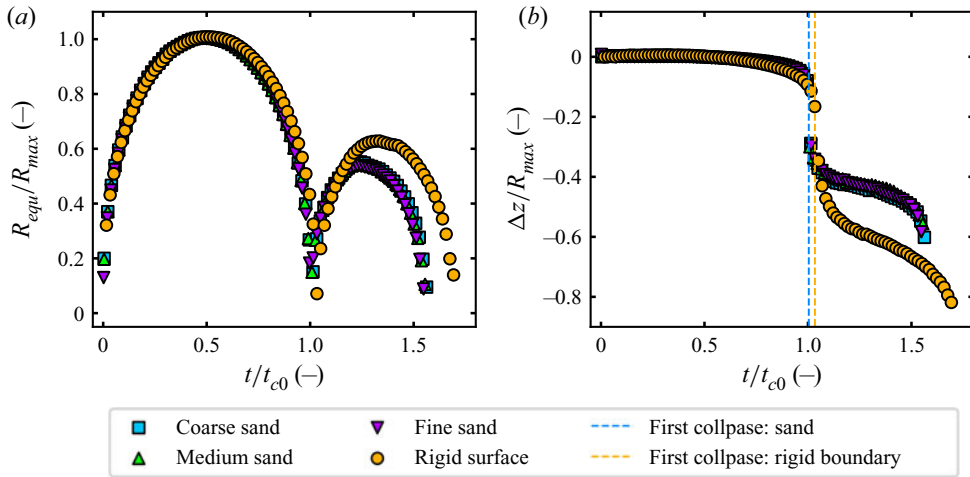 (a)
1.0
0.8
0.6
0.4
0.2
0
R_equ/R_max (–)
0
0.5
1.0
1.5
t/t_c0 (–)
(b)
0
−0.2
−0.4
−0.6
−0.8
Δz/R_max (–)
0
0.5
1.0
1.5
t/t_c0 (–)
Coarse sand
Fine sand
First collpase: sand
Medium sand
Rigid surface
First collpase: rigid boundary